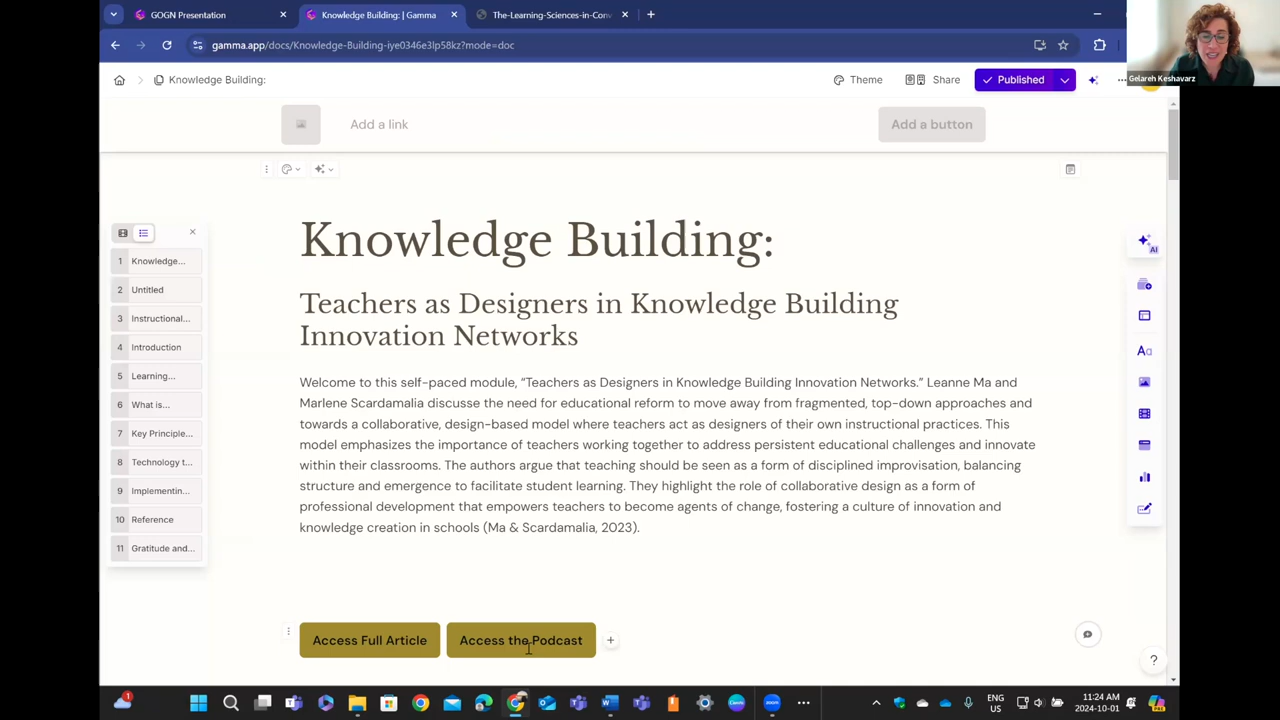 GOGN Presentation
Knowledge Building: | Gamma
The-Learning-Sciences-in-Conv
gamma.app/docs/Knowledge-Building-iye0346e3lp58kz?mode=doc
Gelareh Keshavarz
Knowledge Building:
Theme
Share
Published
Add a link
Add a button
Knowledge Building:
Teachers as Designers in Knowledge Building
Innovation Networks
Welcome to this self-paced module, “Teachers as Designers in Knowledge Building Innovation Networks.” Leanne Ma and
Marlene Scardamalia discusse the need for educational reform to move away from fragmented, top-down approaches and
towards a collaborative, design-based model where teachers act as designers of their own instructional practices. This
model emphasizes the importance of teachers working together to address persistent educational challenges and innovate
within their classrooms. The authors argue that teaching should be seen as a form of disciplined improvisation, balancing
structure and emergence to facilitate student learning. They highlight the role of collaborative design as a form of
professional development that empowers teachers to become agents of change, fostering a culture of innovation and
knowledge creation in schools (Ma & Scardamalia, 2023).
1 Knowledge...
2 Untitled
3 Instructional...
4 Introduction
5 Learning...
6 What is...
7 Key Principle...
8 Technology t...
9 Implementin...
10 Reference
11 Gratitude and...
AI
Aa
Access Full Article
Access the Podcast
?
1
ENG
US
11:24 AM
2024-10-01